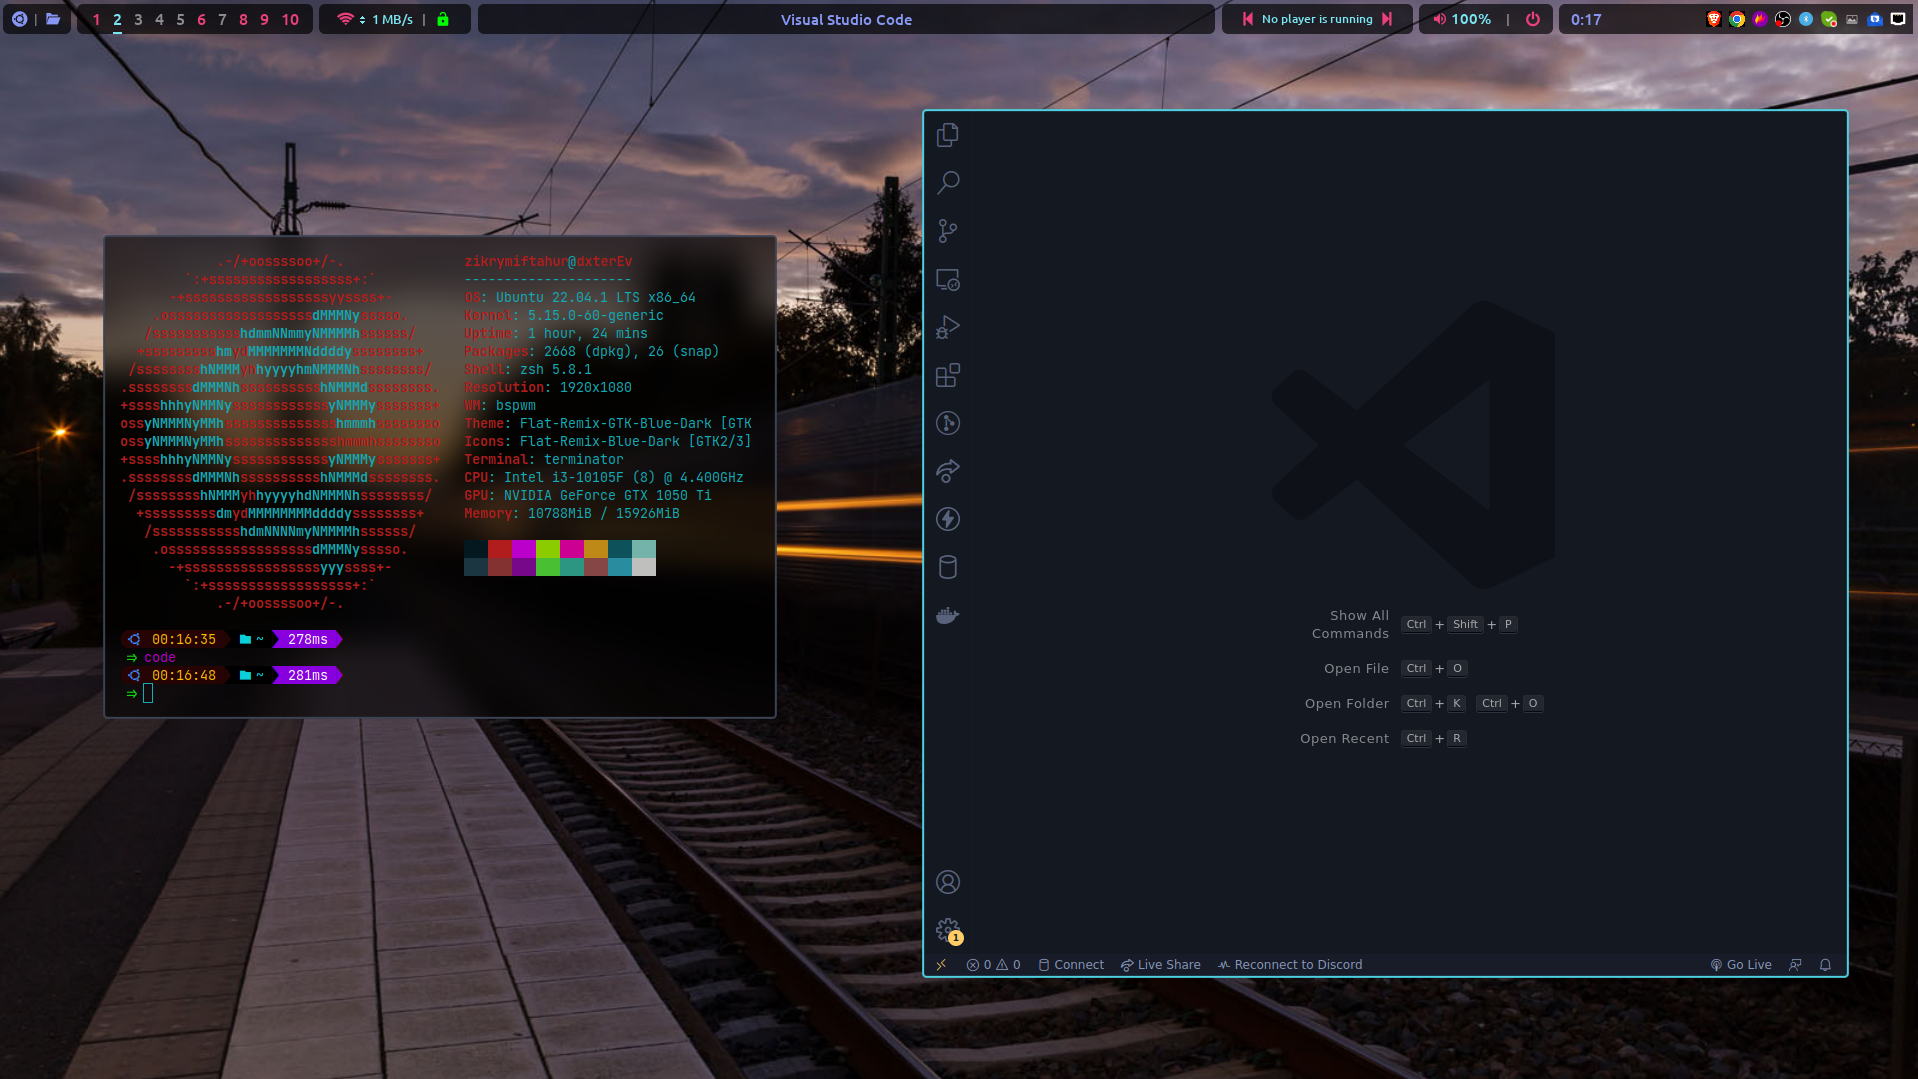 1 2 3 4 5 6 7 8 9 10
1 MB/s
Visual Studio Code
No player is running
100%
0:17
.-/+oossssoo+/-.
`:+ssssssssssssssssss+:`
-+ssssssssssssssssssyyssss+-
.ossssssssssssssssssdMMMNysssso.
/ssssssssssshdmmNNmmyNMMMMhssssss/
+ssssssssshmydMMMMMMMNddddyssssssss+
/sssssssshNMMMyhhyyyyhmNMMMNhssssssss/
.ssssssssdMMMNhsssssssssshNMMMdssssssss.
+sssshhhyNMMNyssssssssssssyNMMMysssssss+
ossyNMMMNyMMhsssssssssssssshmmmhssssssso
ossyNMMMNyMMhsssssssssssssshmmmhssssssso
+sssshhhyNMMNyssssssssssssyNMMMysssssss+
.ssssssssdMMMNhsssssssssshNMMMdssssssss.
/sssssssshNMMMyhhyyyyhdNMMMNhssssssss/
+sssssssssdmydMMMMMMMMddddyssssssss+
/ssssssssssshdmNNNNmyNMMMMhssssss/
.ossssssssssssssssssdMMMNysssso.
-+sssssssssssssssssyyyssss+-
`:+ssssssssssssssssss+:`
.-/+oossssoo+/-.
zikrymiftahur@dxterEv
---------------------
OS: Ubuntu 22.04.1 LTS x86_64
Kernel: 5.15.0-60-generic
Uptime: 1 hour, 24 mins
Packages: 2668 (dpkg), 26 (snap)
Shell: zsh 5.8.1
Resolution: 1920x1080
WM: bspwm
Theme: Flat-Remix-GTK-Blue-Dark [GTK
Icons: Flat-Remix-Blue-Dark [GTK2/3]
Terminal: terminator
CPU: Intel i3-10105F (8) @ 4.400GHz
GPU: NVIDIA GeForce GTX 1050 Ti
Memory: 10788MiB / 15926MiB
00:16:35 ~ 278ms
⇒ code
00:16:48 ~ 281ms
⇒
Show All
Commands
Ctrl + Shift + P
Open File Ctrl + O
Open Folder Ctrl + K Ctrl + O
Open Recent Ctrl + R
1
0 0 Connect Live Share Reconnect to Discord Go Live